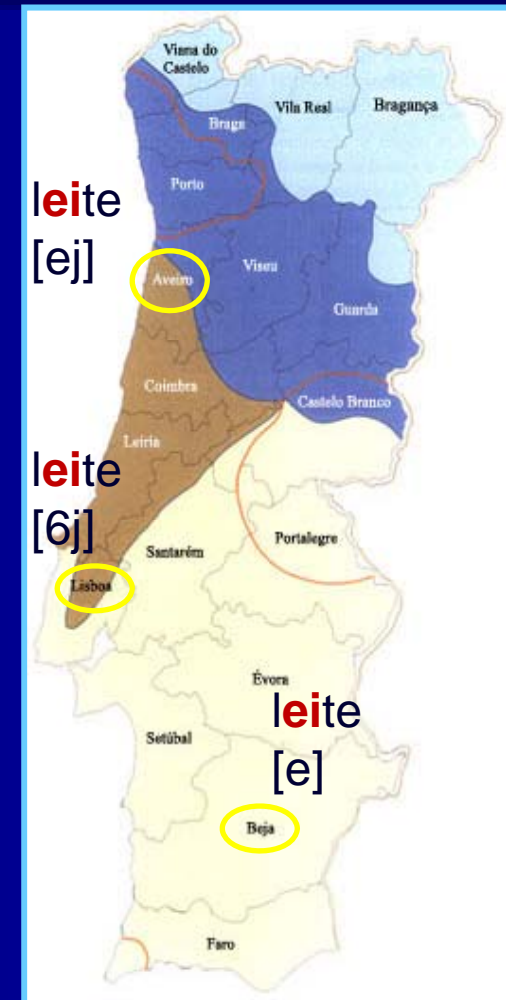 Viana do
Castelo
Braga
Vila Real
Bragança
Porto
leite
[ej]
Aveiro
Viseu
Guarda
Coimbra
Castelo Branco
Leiria
leite
[6j]
Santarém
Portalegre
Lisboa
Évora
leite
[e]
Setúbal
Beja
Faro